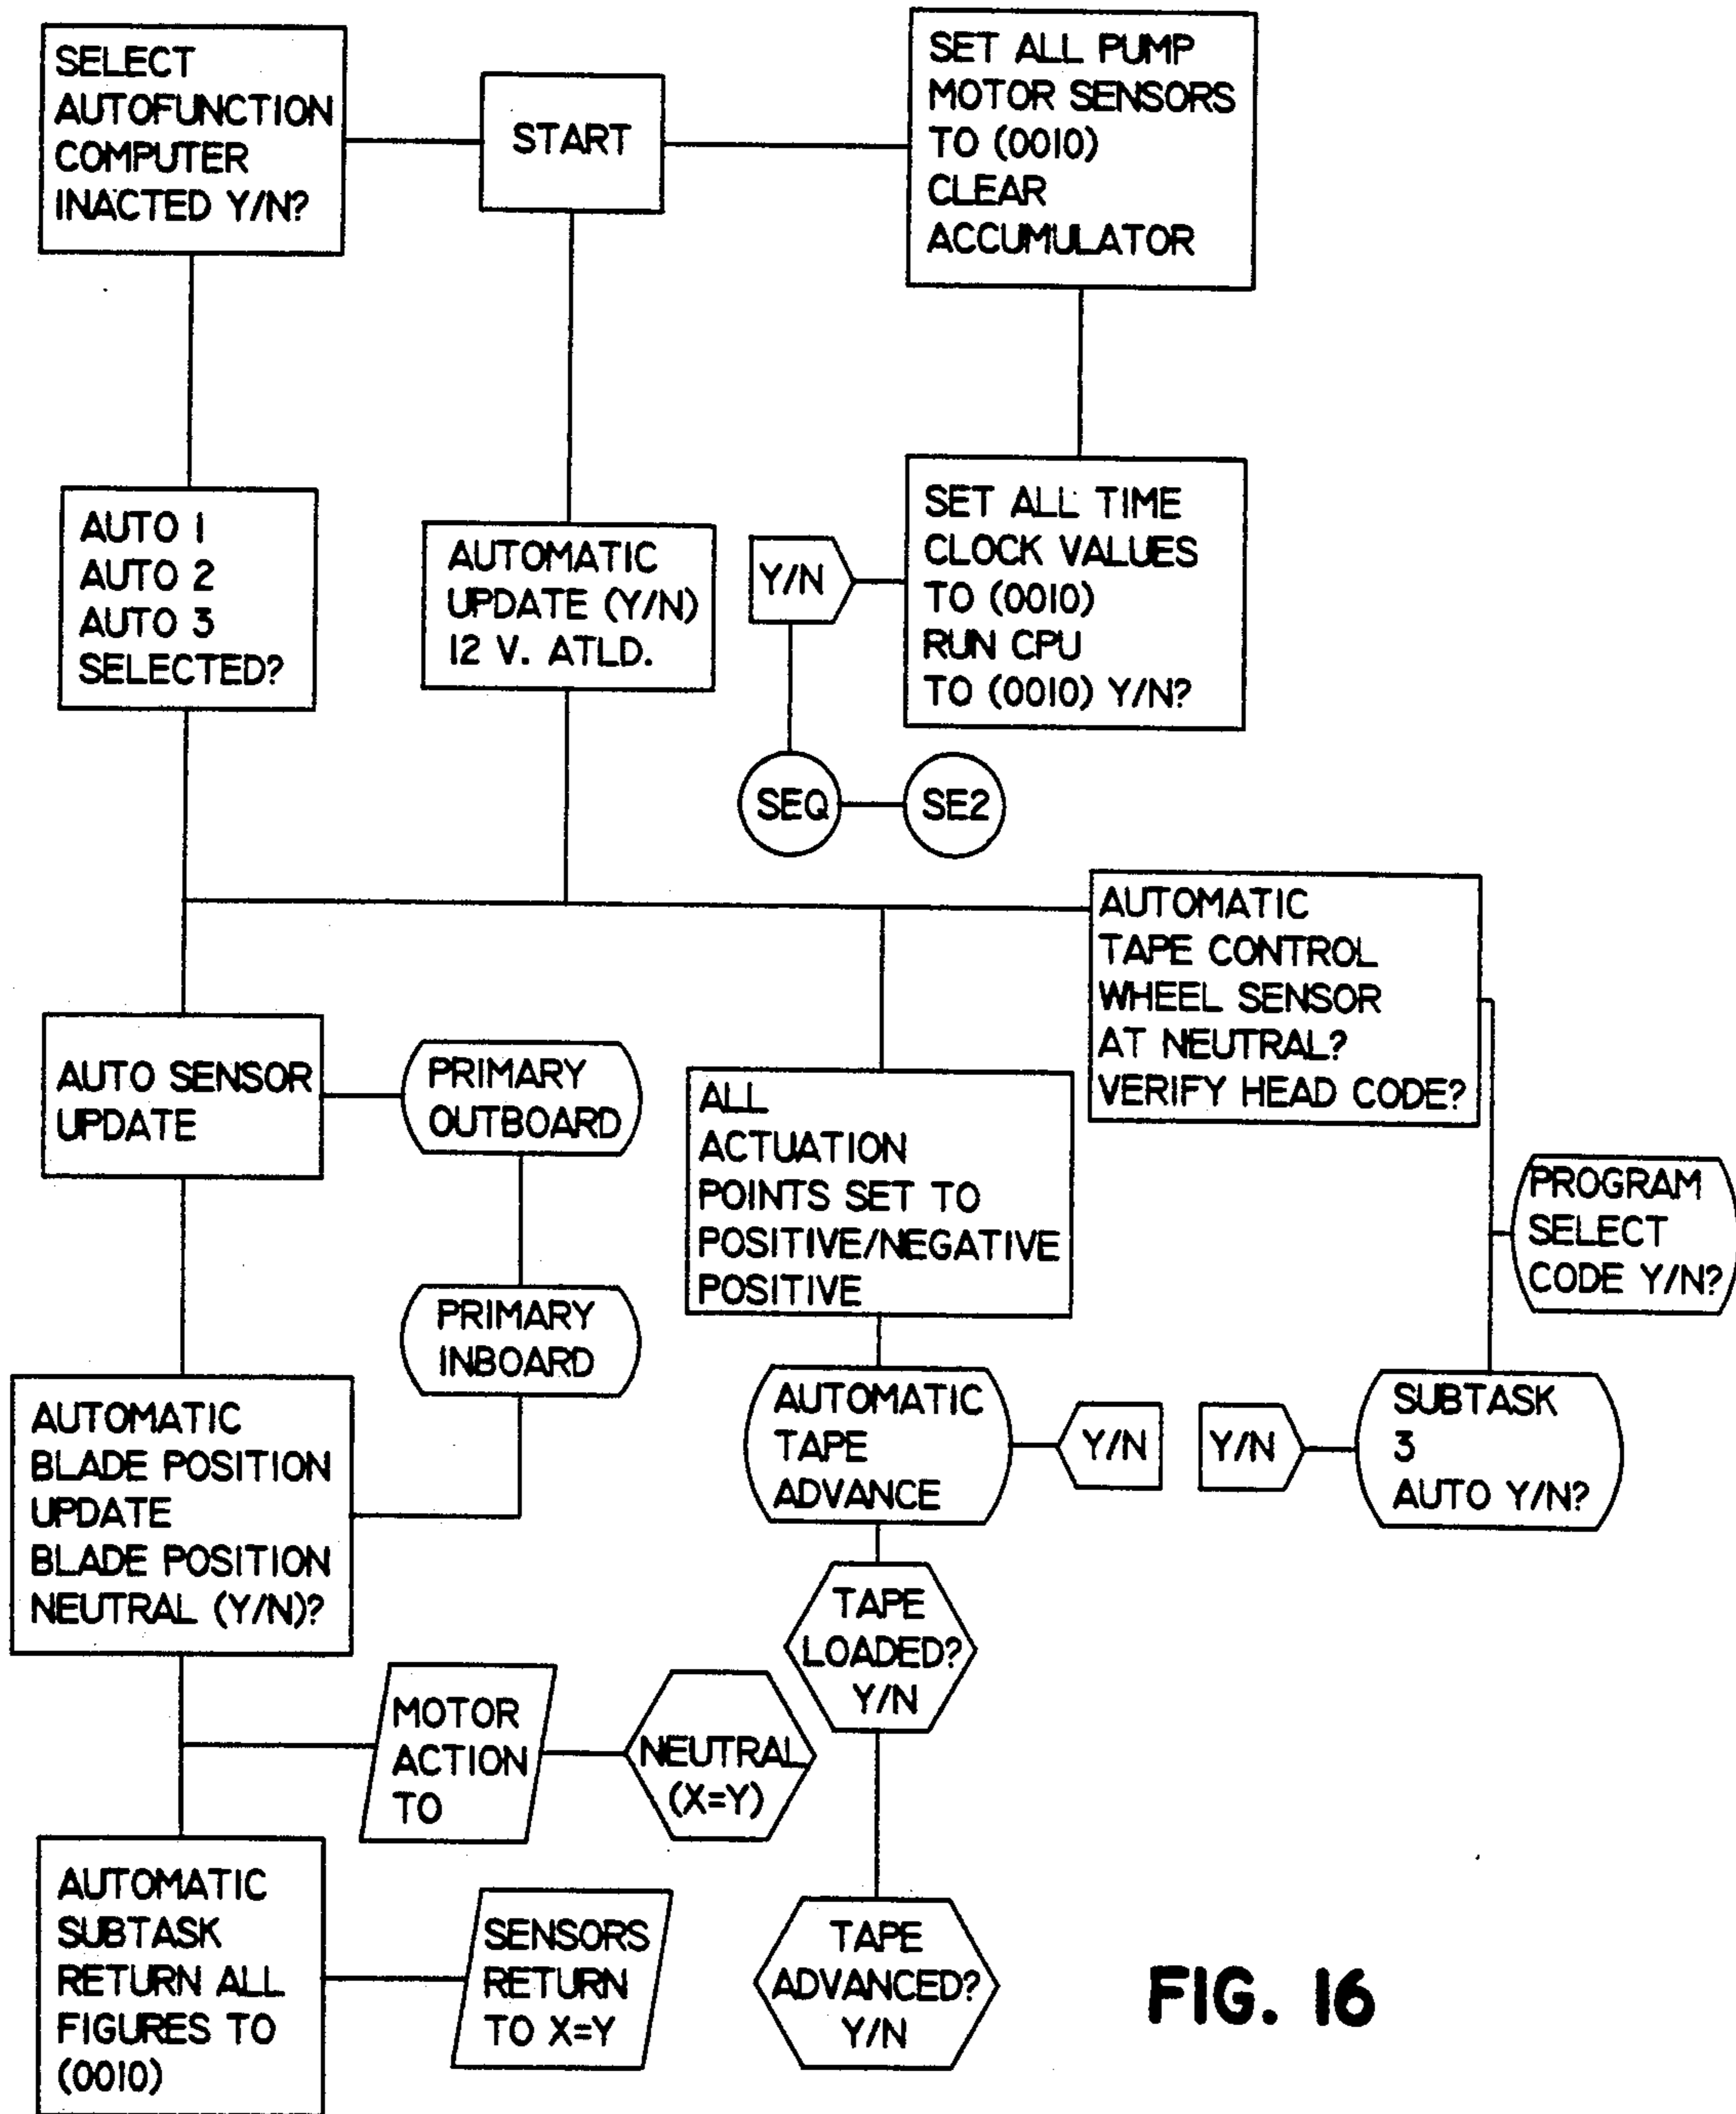 SELECT
AUTOFUNCTION
COMPUTER
INACTED Y/N?
START
SET ALL PUMP
MOTOR SENSORS
TO (0010)
CLEAR
ACCUMULATOR
AUTO 1
AUTO 2
AUTO 3
SELECTED?
AUTOMATIC
UPDATE (Y/N)
12 V. ATLD.
Y/N
SET ALL TIME
CLOCK VALUES
TO (0010)
RUN CPU
TO (0010) Y/N?
SEQ
SE2
AUTOMATIC
TAPE CONTROL
WHEEL SENSOR
AT NEUTRAL?
VERIFY HEAD CODE?
AUTO SENSOR
UPDATE
PRIMARY
OUTBOARD
ALL
ACTUATION
POINTS SET TO
POSITIVE/NEGATIVE
POSITIVE
PROGRAM
SELECT
CODE Y/N?
PRIMARY
INBOARD
AUTOMATIC
BLADE POSITION
UPDATE
BLADE POSITION
NEUTRAL (Y/N)?
AUTOMATIC
TAPE
ADVANCE
Y/N
Y/N
SUBTASK
3
AUTO Y/N?
TAPE
LOADED?
Y/N
MOTOR
ACTION
TO
NEUTRAL
(X=Y)
AUTOMATIC
SUBTASK
RETURN ALL
FIGURES TO
(0010)
SENSORS
RETURN
TO X=Y
TAPE
ADVANCED?
Y/N
FIG. 16